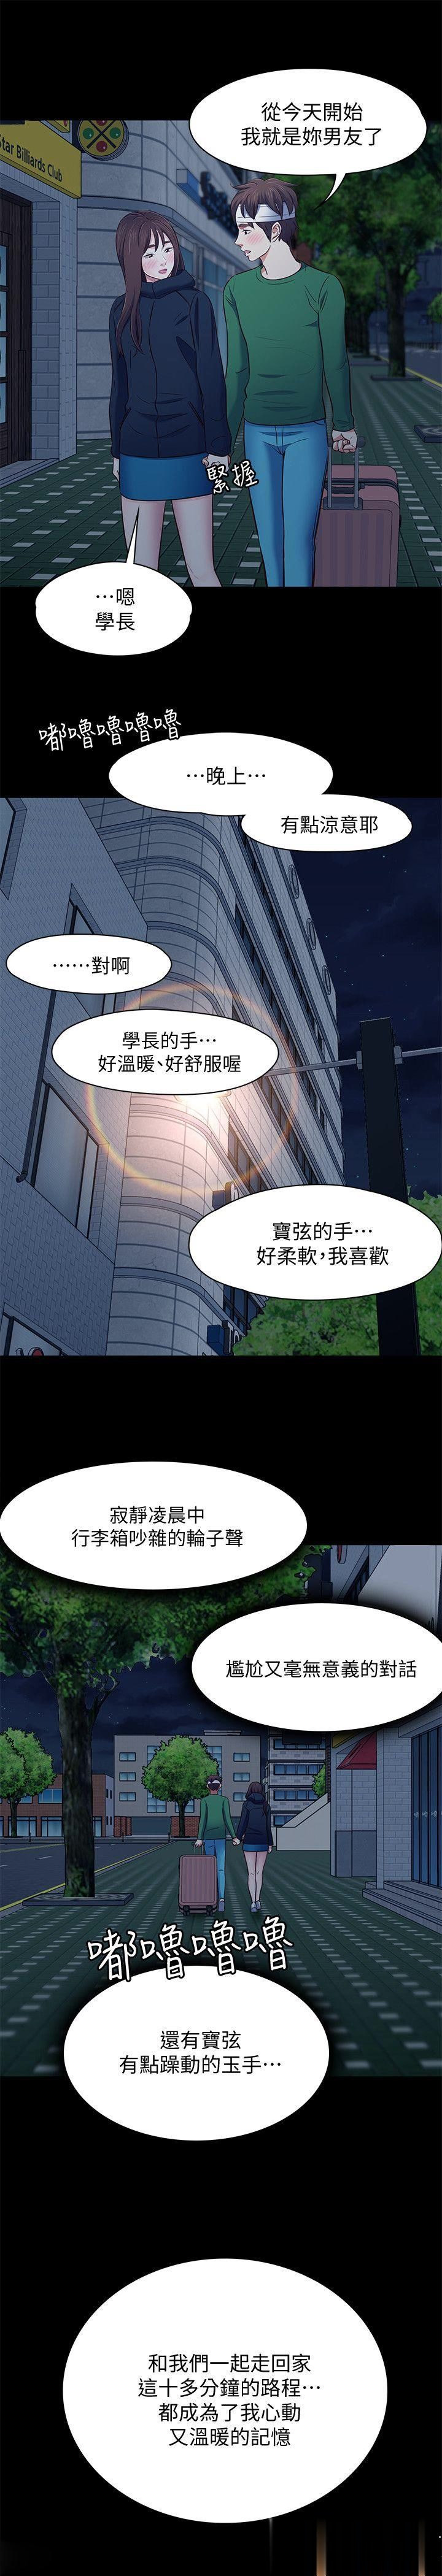 從今天開始
我就是妳男友了
Star Billiards Club
緊握
…嗯
學長
嘟嚕嚕嚕嚕
…晚上…
有點涼意耶
……對啊
學長的手…
好溫暖、好舒服喔
寶弦的手…
好柔軟,我喜歡
寂靜凌晨中
行李箱吵雜的輪子聲
尷尬又毫無意義的對話
嘟嚕嚕嚕
還有寶弦
有點躁動的玉手…
和我們一起走回家
這十多分鐘的路程…
都成為了我心動
又溫暖的記憶